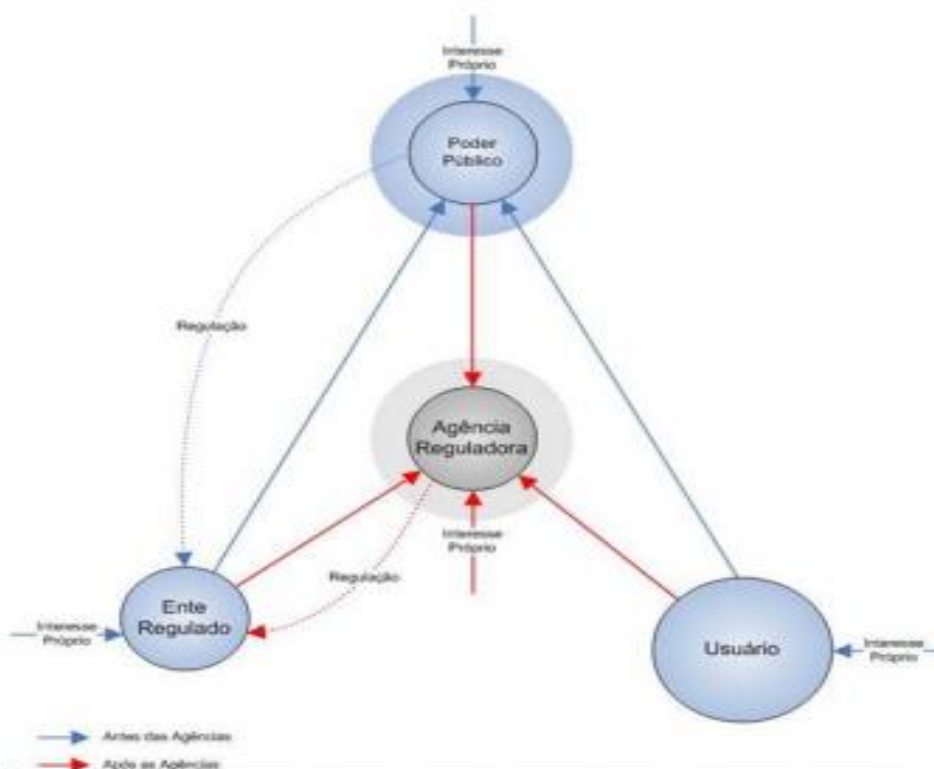 Interesse
Próprio
Poder
Público
Regulação
Agência
Reguladora
Interesse
Próprio
Regulação
Ente
Regulado
Interesse
Próprio
Usuário
Interesse
Próprio
Antes das Agências
Após as Agências